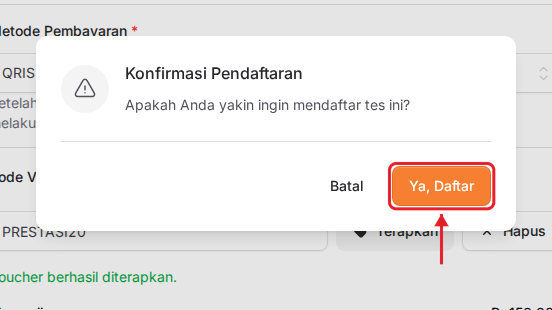 etode Pembayaran *
QRIS
Konfirmasi Pendaftaran
Apakah Anda yakin ingin mendaftar tes ini?
etelah
elaku
ode V
Batal
Ya, Daftar
PRESTASI20
Terapkan
Hapus
oucher berhasil diterapkan.